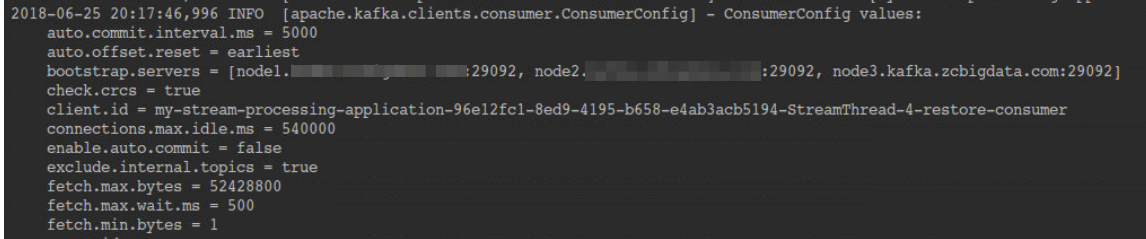 2018-06-25 20:17:46,996 INFO  [apache.kafka.clients.consumer.ConsumerConfig] - ConsumerConfig values:
auto.commit.interval.ms = 5000
auto.offset.reset = earliest
bootstrap.servers = [node1. :29092, node2. :29092, node3.kafka.zcbigdata.com:29092]
check.crcs = true
client.id = my-stream-processing-application-96e12fc1-8ed9-4195-b658-e4ab3acb5194-StreamThread-4-restore-consumer
connections.max.idle.ms = 540000
enable.auto.commit = false
exclude.internal.topics = true
fetch.max.bytes = 52428800
fetch.max.wait.ms = 500
fetch.min.bytes = 1